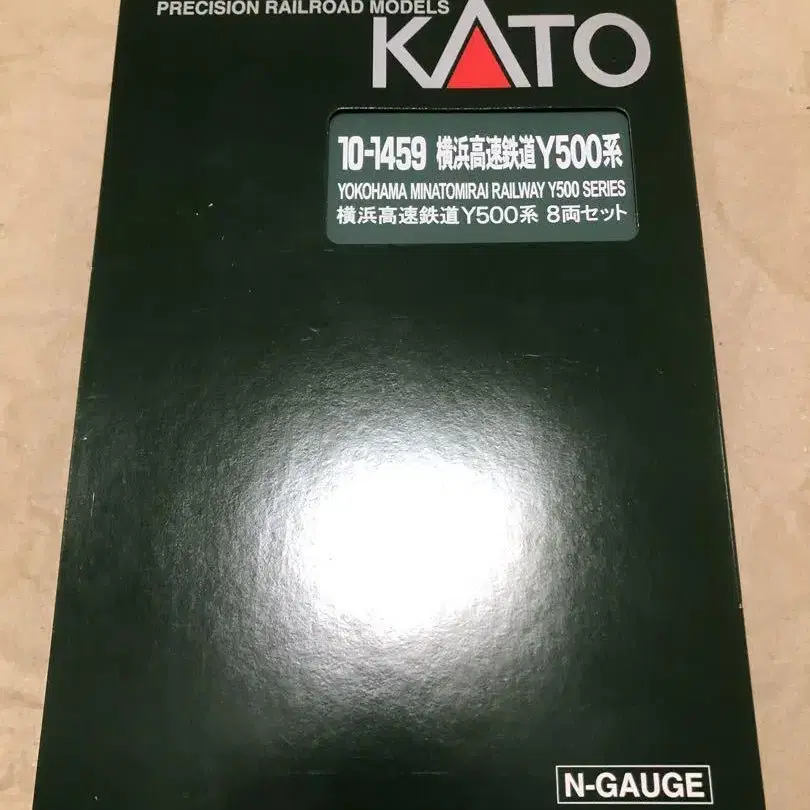 PRECISION RAILROAD MODELS
KATO
10-1459 横浜高速鉄道Y500系
YOKOHAMA MINATOMIRAI RAILWAY Y500 SERIES
横浜高速鉄道Y500系 8両セット
N-GAUGE